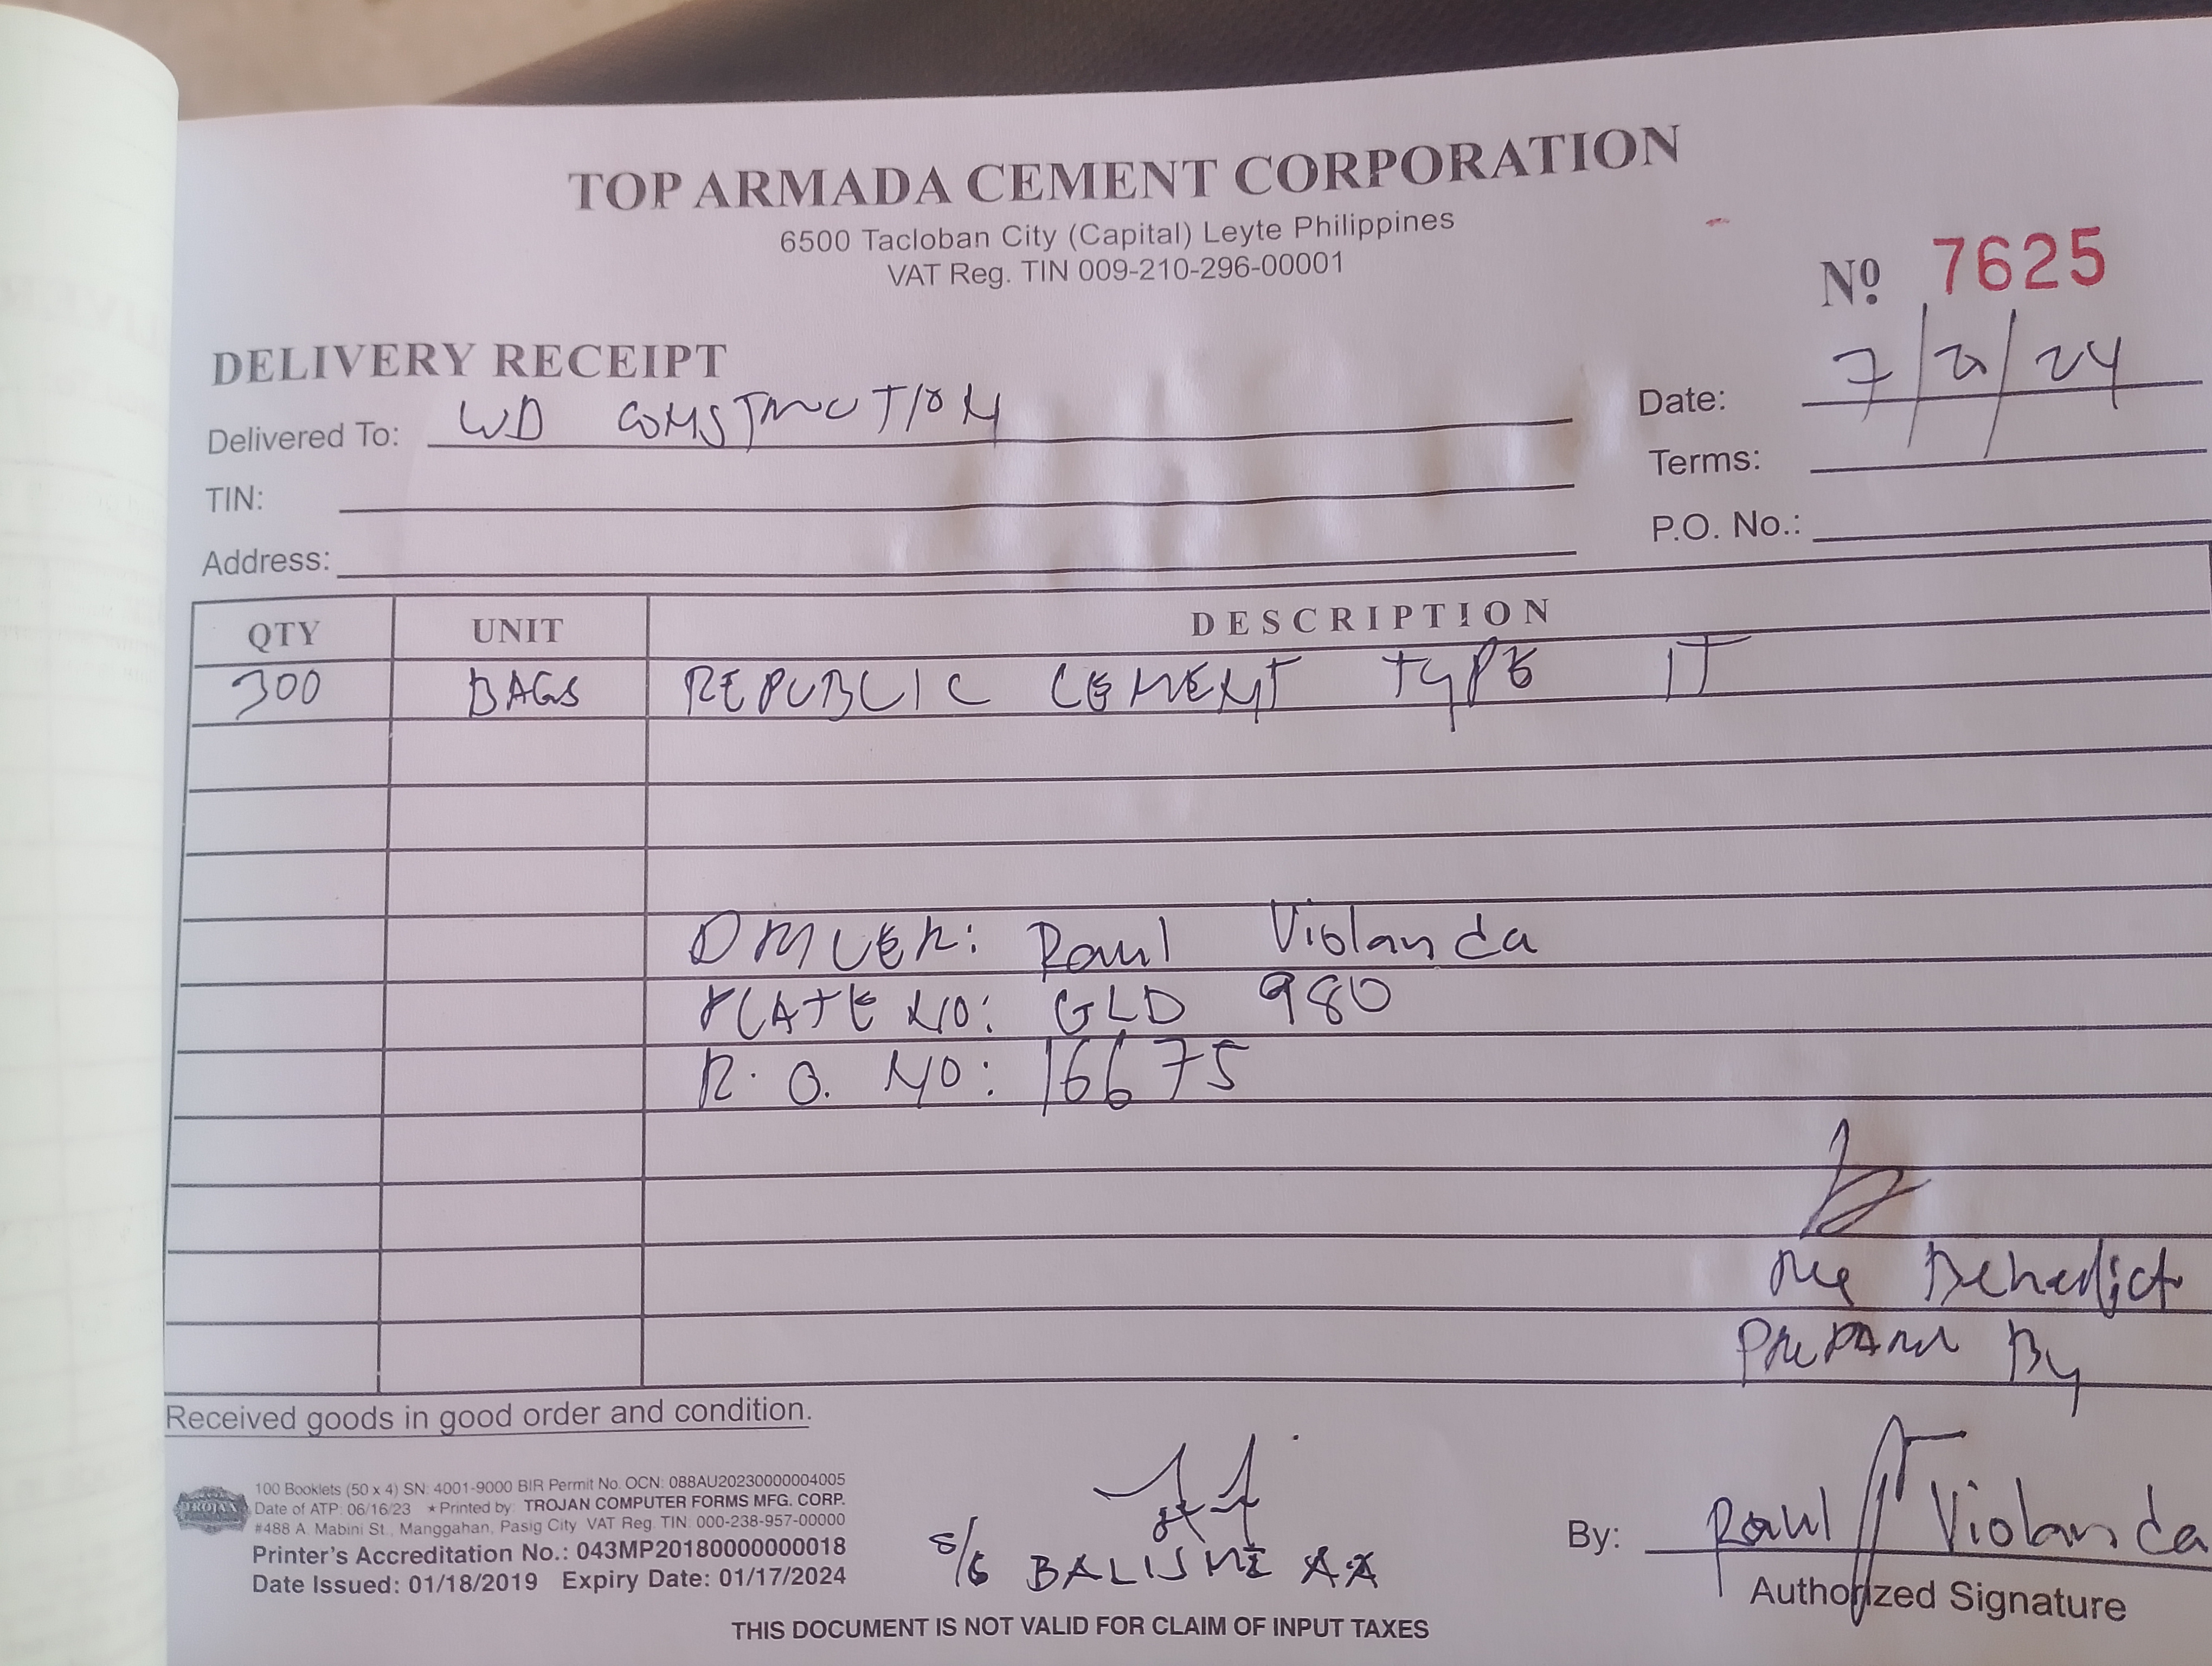 TOP ARMADA CEMENT CORPORATION
6500 Tacloban City (Capital) Leyte Philippines
VAT Reg. TIN 009-210-296-00001
Nº 7625
DELIVERY RECEIPT
Delivered To: WD CONSTRUCTION
Date: 7/2/24
TIN:
Terms:
Address:
P.O. No.:
QTY UNIT DESCRIPTION
300 BAGS REPUBLIC CEMENT TYPE IT
DRIVER: Raul Violanda
PLATE NO: GLD 980
R.O. NO: 16675
Benedict
Prepared By
Received goods in good order and condition.
TROJAN
100 Booklets (50 x 4) SN: 4001-9000 BIR Permit No. OCN: 088AU20230000004005
Date of ATP: 06/16/23 ★Printed by: TROJAN COMPUTER FORMS MFG. CORP.
#488 A. Mabini St., Manggahan, Pasig City VAT Reg. TIN: 000-238-957-00000
Printer's Accreditation No.: 043MP20180000000018
Date Issued: 01/18/2019 Expiry Date: 01/17/2024
S/G BALISME AA
By: Raul Violanda
Authorized Signature
THIS DOCUMENT IS NOT VALID FOR CLAIM OF INPUT TAXES